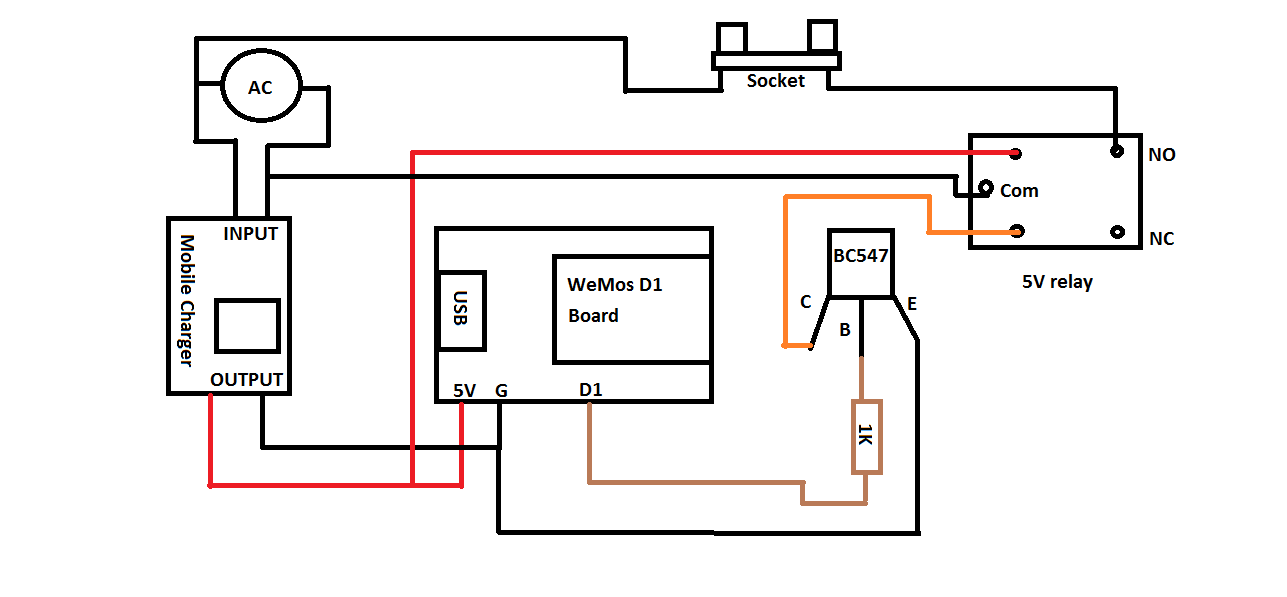 AC
Socket
NO
Com
NC
5V relay
INPUT
Mobile Charger
OUTPUT
USB
WeMos D1
Board
5V
G
D1
BC547
C
B
E
1K